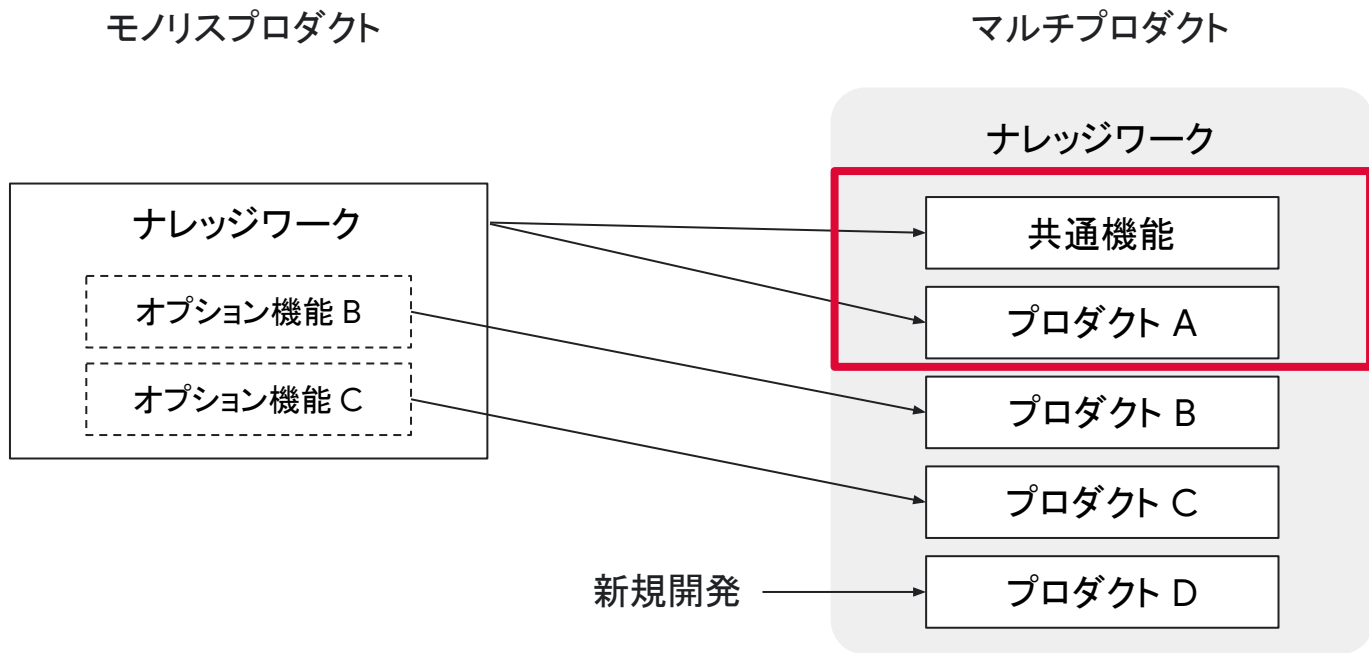 モノリスプロダクト
マルチプロダクト
ナレッジワーク
オプション機能 B
オプション機能 C
ナレッジワーク
共通機能
プロダクト A
プロダクト B
プロダクト C
プロダクト D
新規開発